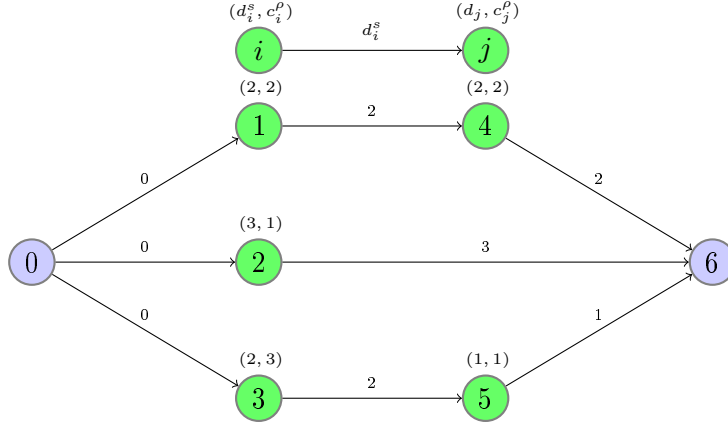 (d_i^s, c_i^ρ) (d_j, c_j^ρ)
i d_i^s j
(2, 2) (2, 2)
1 2 4
0 2
(3, 1)
0 0 2 3 6
0
1
(2, 3) (1, 1)
3 2 5